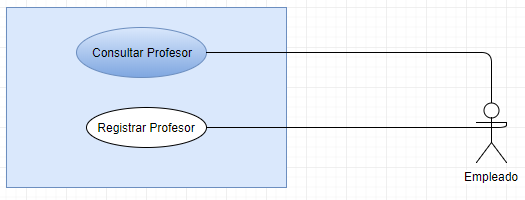 Consultar Profesor
Registrar Profesor
Empleado